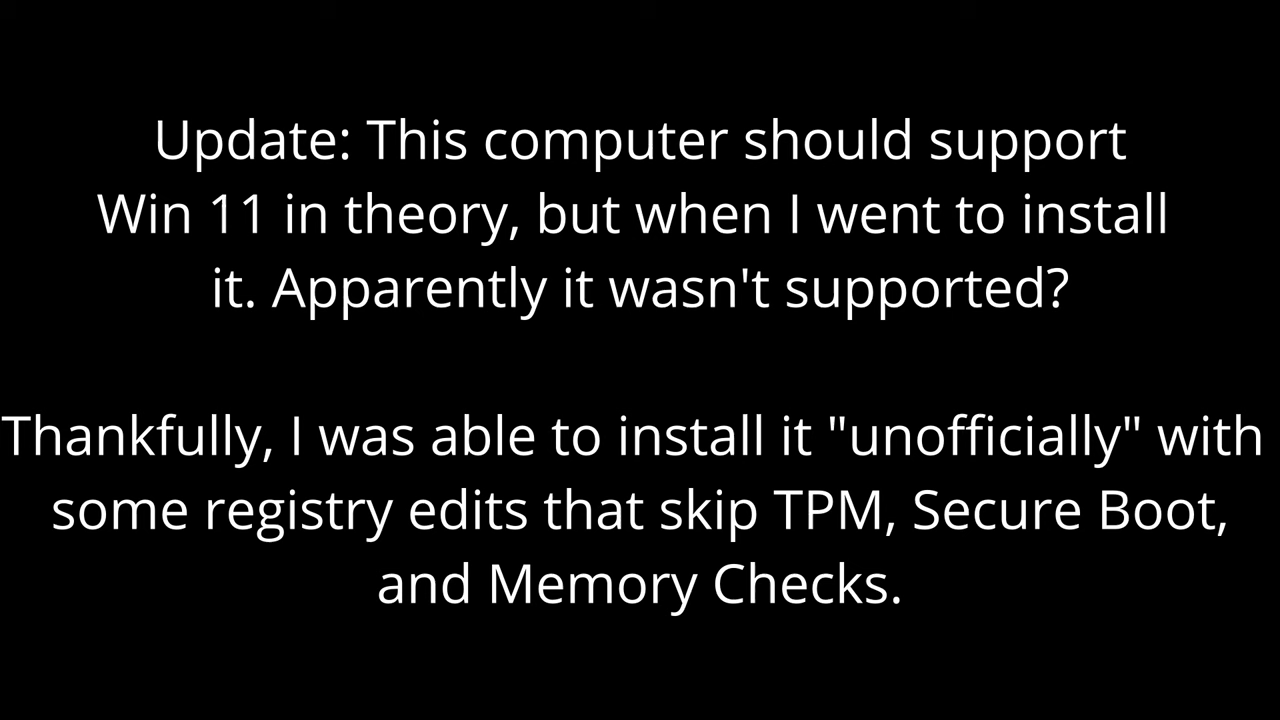 Update: This computer should support
Win 11 in theory, but when I went to install
it. Apparently it wasn't supported?
Thankfully, I was able to install it "unofficially" with
some registry edits that skip TPM, Secure Boot,
and Memory Checks.